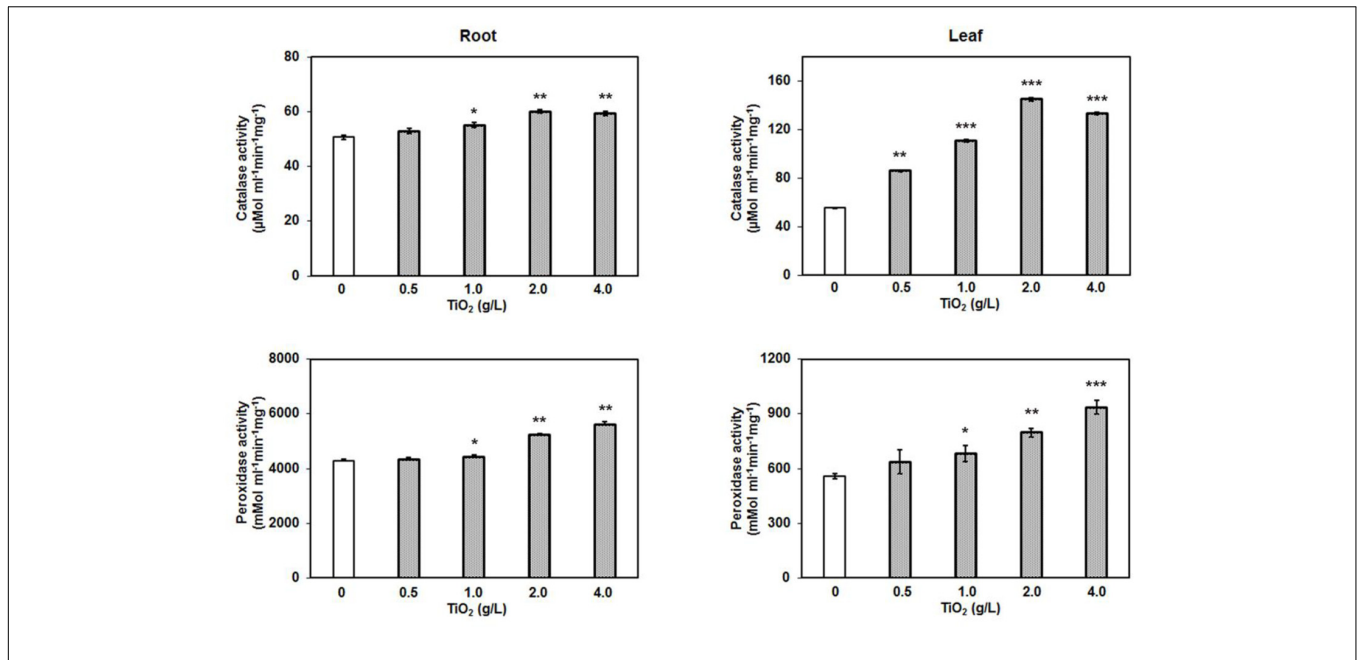 Root
Catalase activity
(µMol ml-1min-1mg-1)
80
60
40
20
0
*
**
**
0 0.5 1.0 2.0 4.0
TiO2 (g/L)
Leaf
Catalase activity
(µMol ml-1min-1mg-1)
160
120
80
40
0
**
***
***
***
0 0.5 1.0 2.0 4.0
TiO2 (g/L)
Peroxidase activity
(mMol ml-1min-1mg-1)
8000
6000
4000
2000
0
*
**
**
0 0.5 1.0 2.0 4.0
TiO2 (g/L)
Peroxidase activity
(mMol ml-1min-1mg-1)
1200
900
600
300
0
*
**
***
0 0.5 1.0 2.0 4.0
TiO2 (g/L)